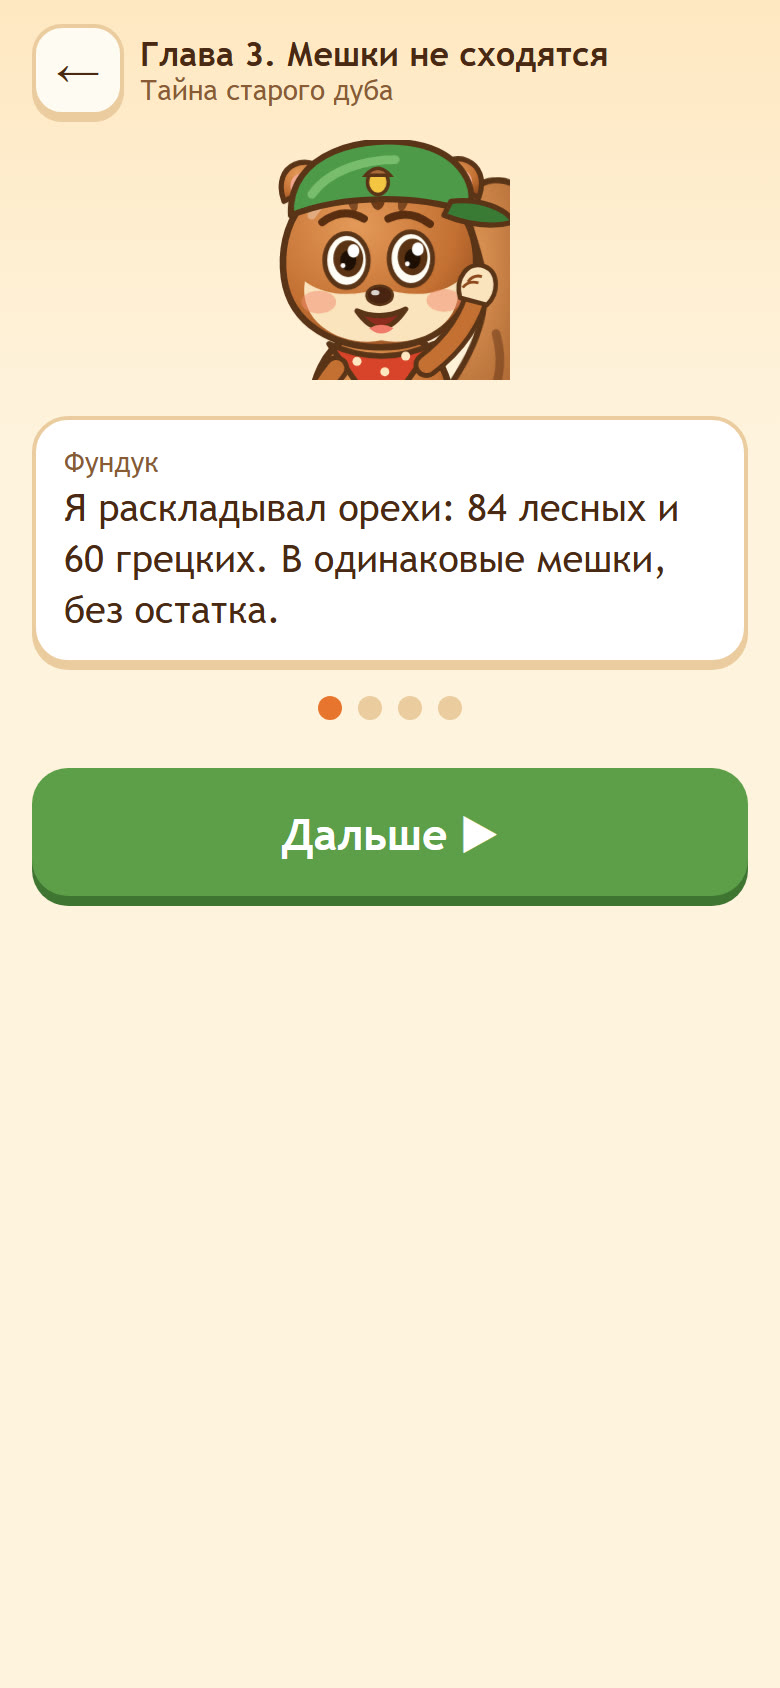 ←
Глава 3. Мешки не сходятся
Тайна старого дуба
Фундук
Я раскладывал орехи: 84 лесных и
60 грецких. В одинаковые мешки,
без остатка.
Дальше ▶